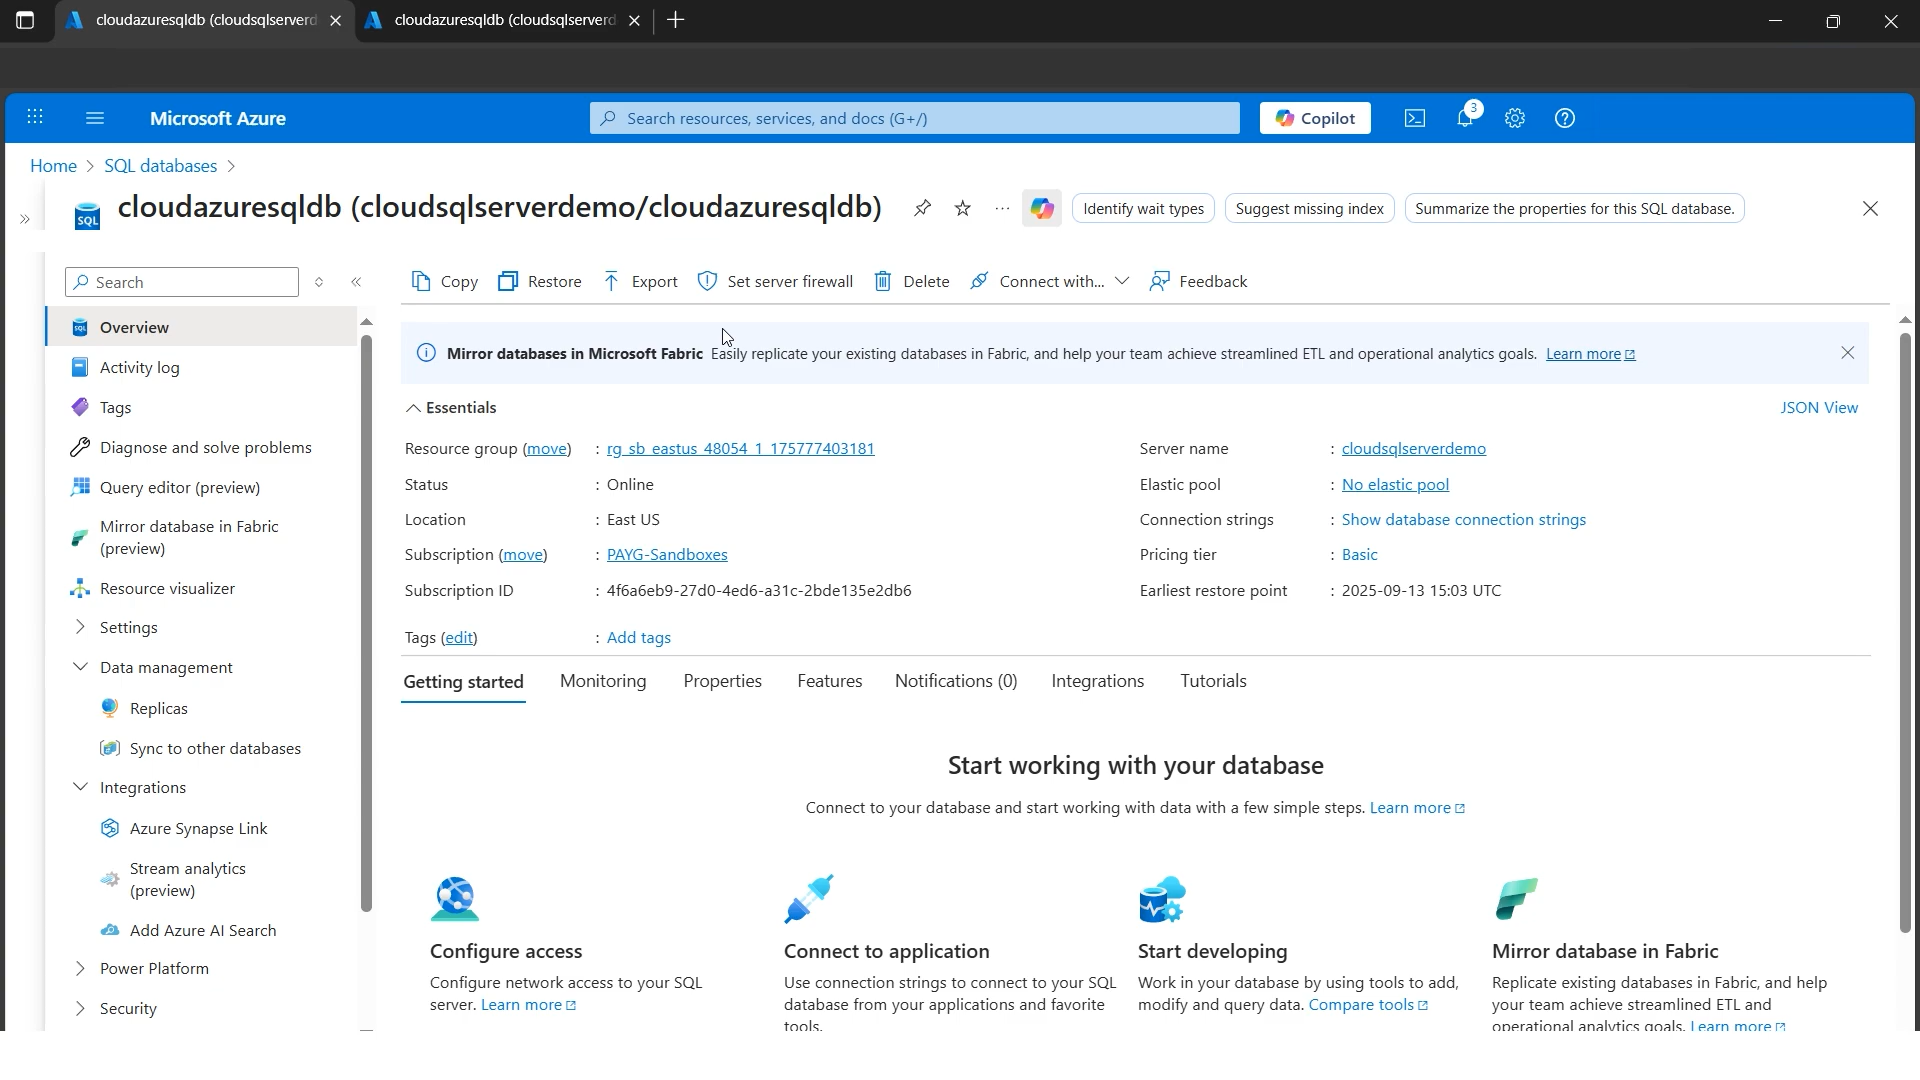 cloudazuresqldb (cloudsqlserverd
cloudazuresqldb (cloudsqlserverd
Microsoft Azure
Search resources, services, and docs (G+/)
Copilot
3
Home > SQL databases >
SQL
cloudazuresqldb (cloudsqlserverdemo/cloudazuresqldb)
Identify wait types
Suggest missing index
Summarize the properties for this SQL database.
Search
Copy
Restore
Export
Set server firewall
Delete
Connect with...
Feedback
Overview
Activity log
Tags
Diagnose and solve problems
Query editor (preview)
Mirror database in Fabric
(preview)
Resource visualizer
Settings
Data management
Replicas
Sync to other databases
Integrations
Azure Synapse Link
Stream analytics
(preview)
Add Azure AI Search
Power Platform
Security
Mirror databases in Microsoft Fabric Easily replicate your existing databases in Fabric, and help your team achieve streamlined ETL and operational analytics goals. Learn more
Essentials
JSON View
Resource group (move) : rg_sb_eastus_48054_1_175777403181
Status : Online
Location : East US
Subscription (move) : PAYG-Sandboxes
Subscription ID : 4f6a6eb9-27d0-4ed6-a31c-2bde135e2db6
Tags (edit) : Add tags
Server name : cloudsqlserverdemo
Elastic pool : No elastic pool
Connection strings : Show database connection strings
Pricing tier : Basic
Earliest restore point : 2025-09-13 15:03 UTC
Getting started
Monitoring
Properties
Features
Notifications (0)
Integrations
Tutorials
Start working with your database
Connect to your database and start working with data with a few simple steps. Learn more
Configure access
Configure network access to your SQL
server. Learn more
Connect to application
Use connection strings to connect to your SQL
database from your applications and favorite
tools.
Start developing
Work in your database by using tools to add,
modify and query data. Compare tools
Mirror database in Fabric
Replicate existing databases in Fabric, and help
your team achieve streamlined ETL and
operational analytics goals. Learn more